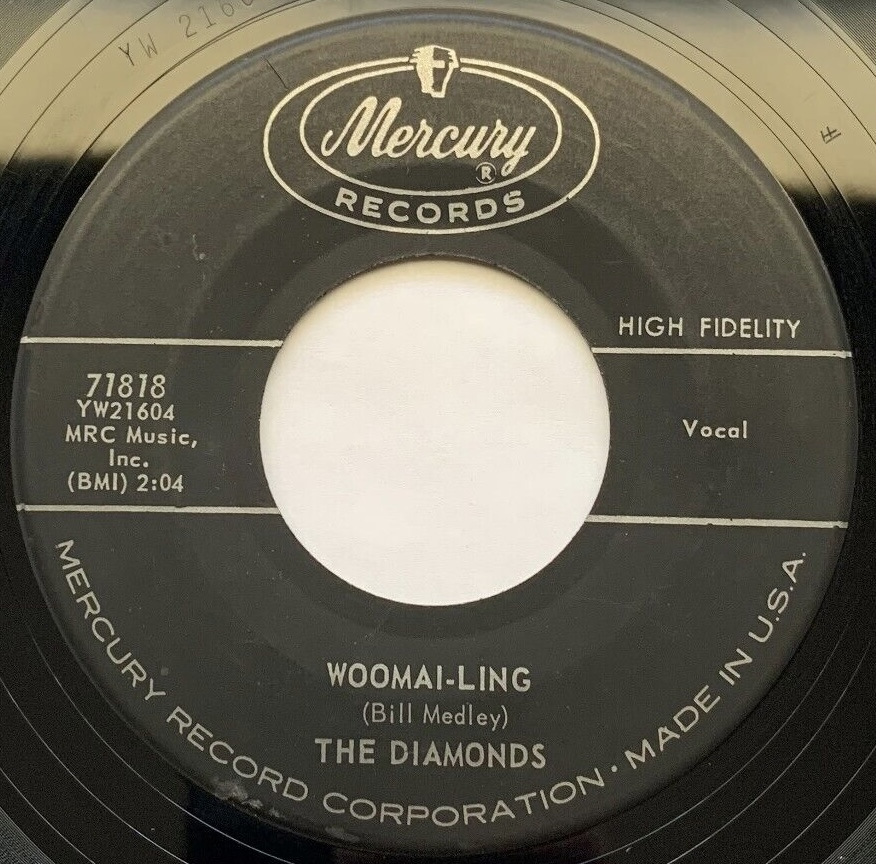 YW 2160
Mercury
®
RECORDS
HIGH FIDELITY
71818
YW21604
MRC Music,
Inc.
(BMI) 2:04
Vocal
WOOMAI-LING
(Bill Medley)
THE DIAMONDS
MERCURY RECORD CORPORATION • MADE IN U.S.A.